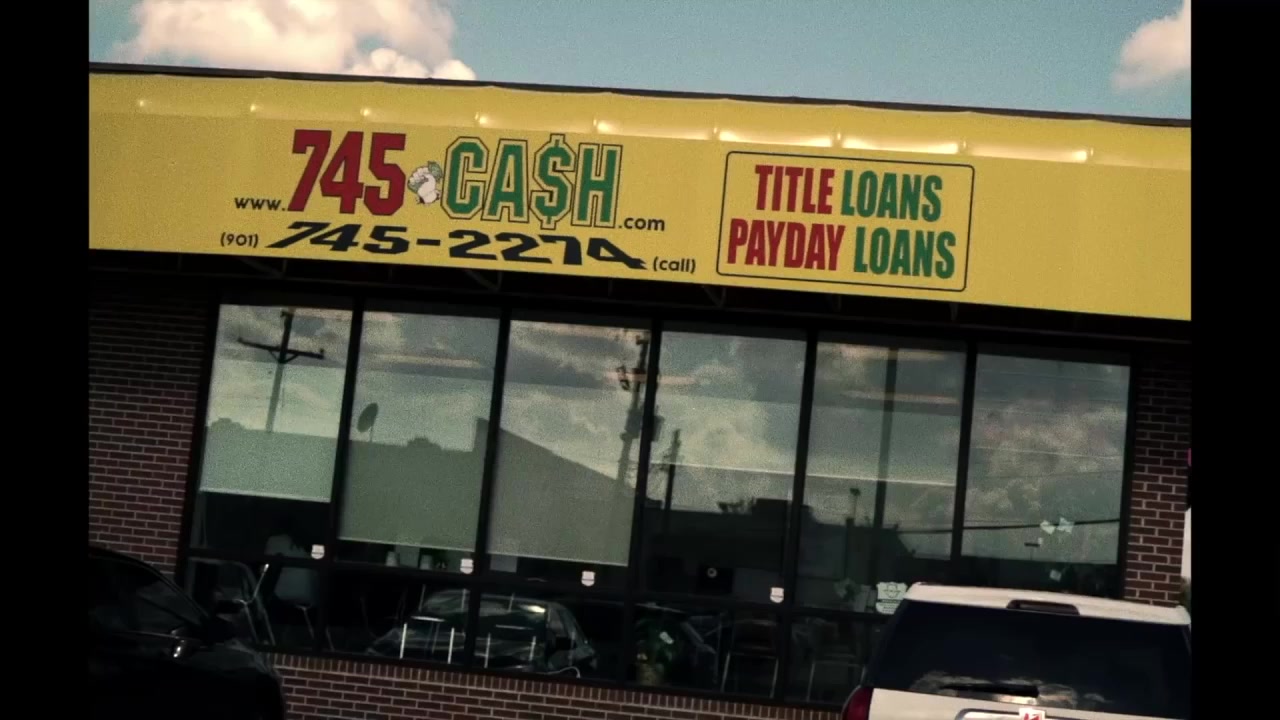 www.745CA$H.com
(901) 745-2274 (call)
TITLE LOANS
PAYDAY LOANS